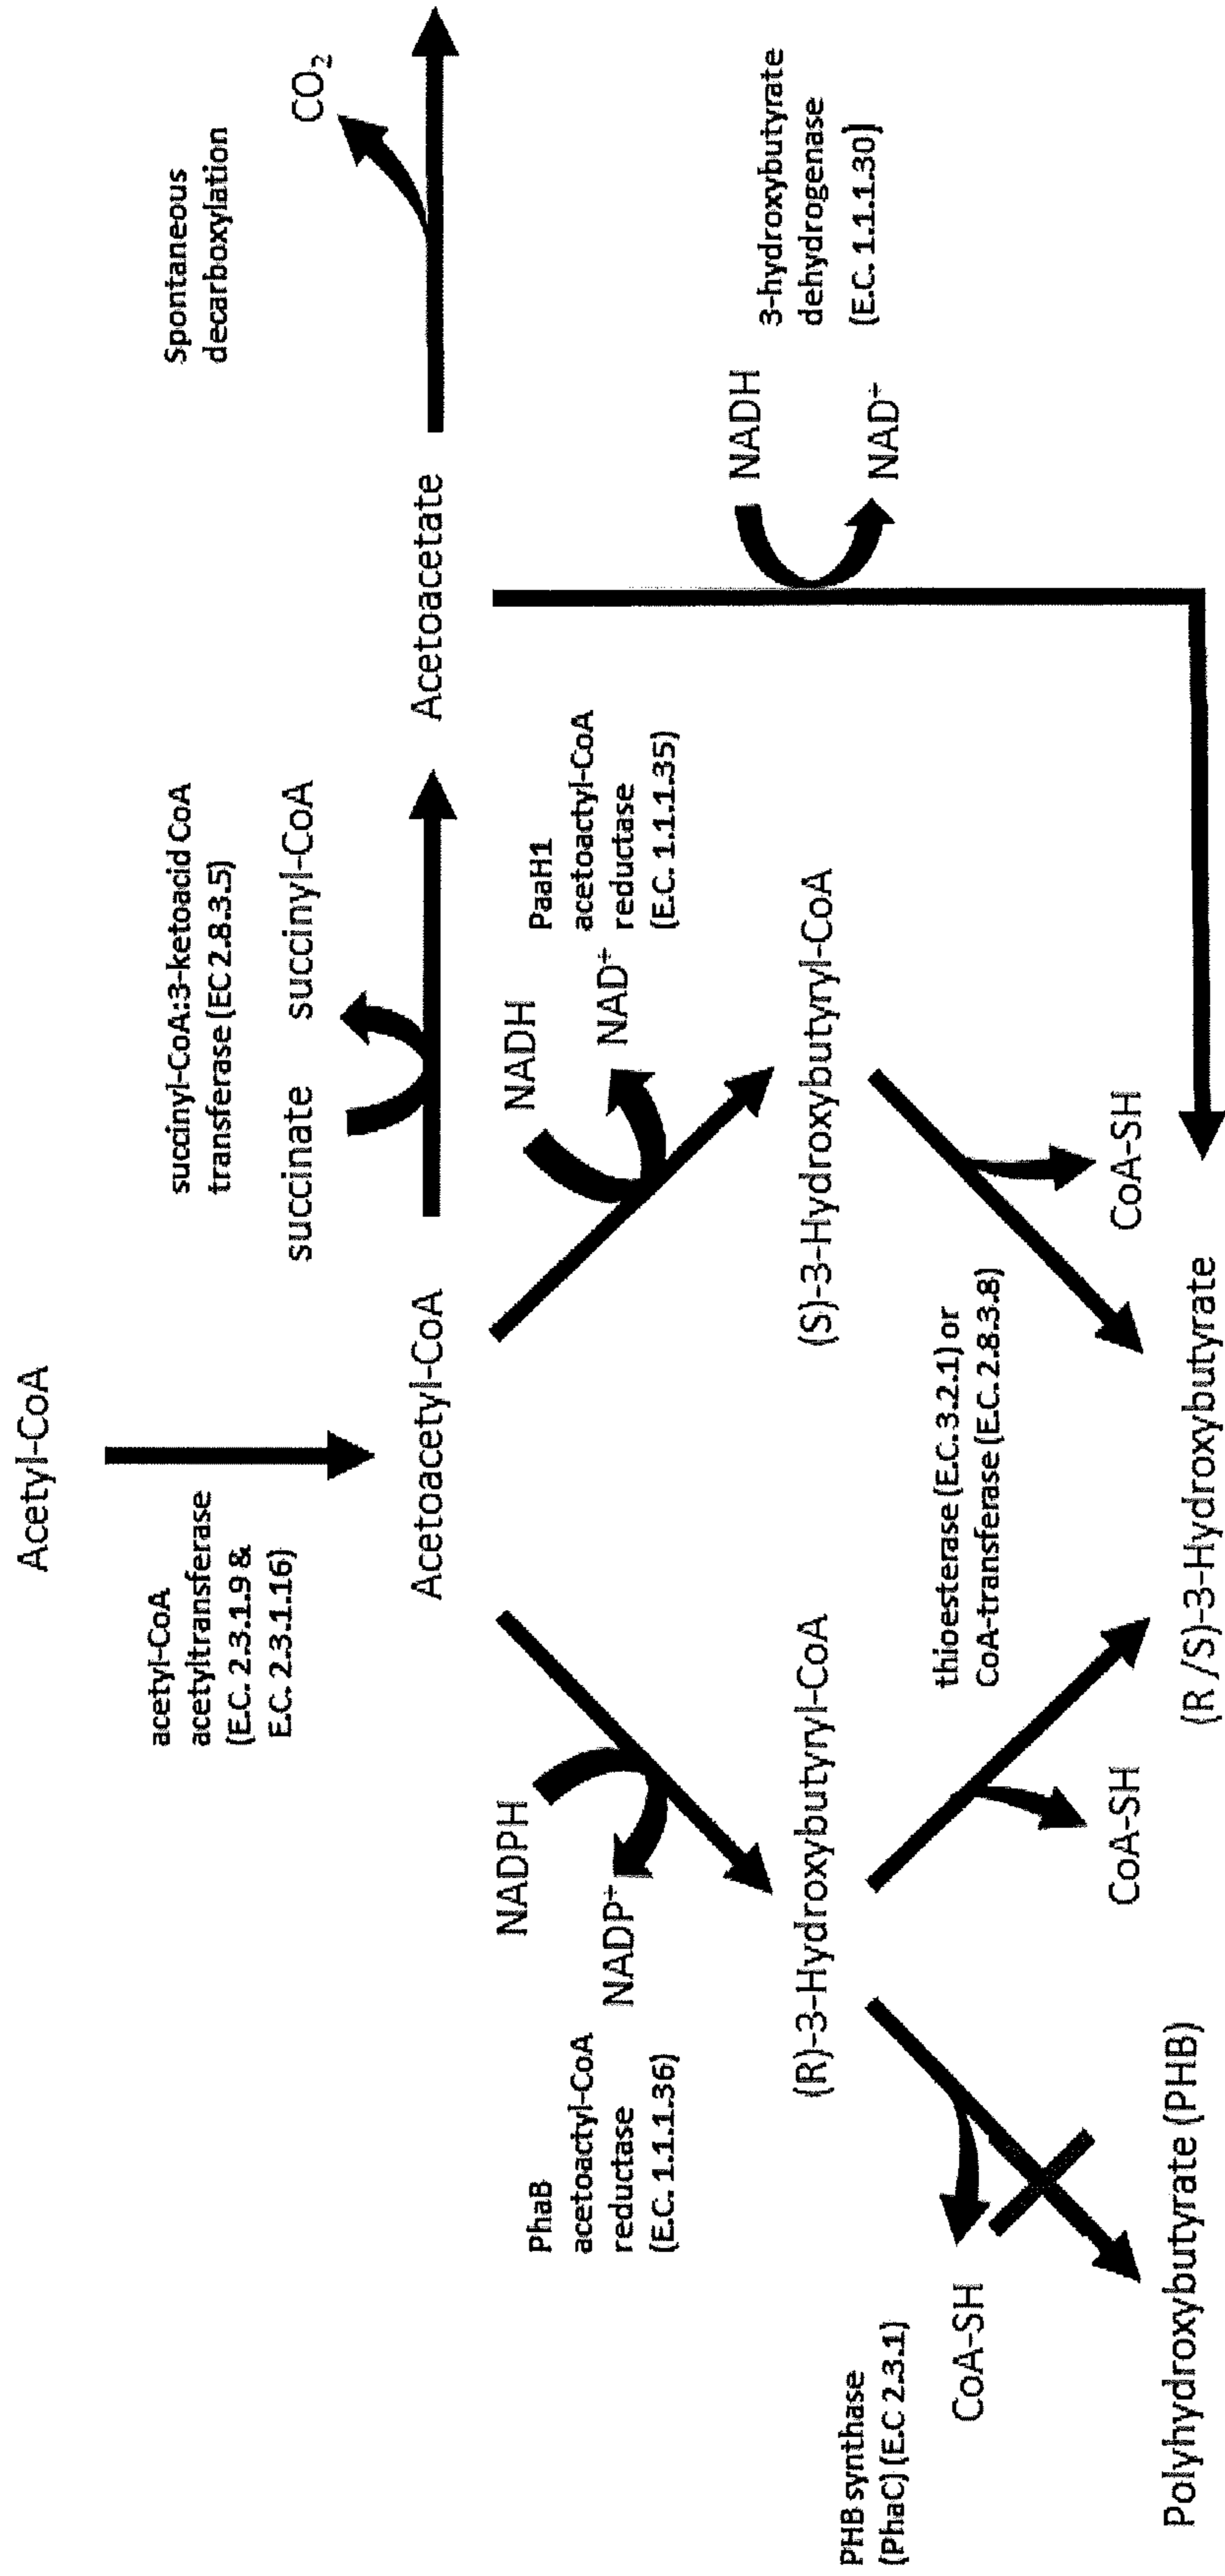 Acetyl-CoA
acetyl-CoA
acetyltransferase
(E.C. 2.3.1.9 &
E.C. 2.3.1.16)
succinyl-CoA:3-ketoacid CoA
transferase (EC 2.8.3.5)
succinate succinyl-CoA
Spontaneous
decarboxylation
CO₂
Acetoacetyl-CoA
Acetoacetate
NADPH
NADP⁺
PhaB
acetoactyl-CoA
reductase
(E.C. 1.1.1.36)
NADH
NAD⁺
PaaH1
acetoactyl-CoA
reductase
(E.C. 1.1.1.35)
NADH
NAD⁺
3-hydroxybutyrate
dehydrogenase
(E.C. 1.1.1.30)
(R)-3-Hydroxybutyryl-CoA
(S)-3-Hydroxybutyryl-CoA
PHB synthase
(PhaC) (E.C 2.3.1)
CoA-SH
thioesterase (E.C. 3.2.1) or
CoA-transferase (E.C. 2.8.3.8)
CoA-SH
CoA-SH
Polyhydroxybutyrate (PHB)
(R /S)-3-Hydroxybutyrate